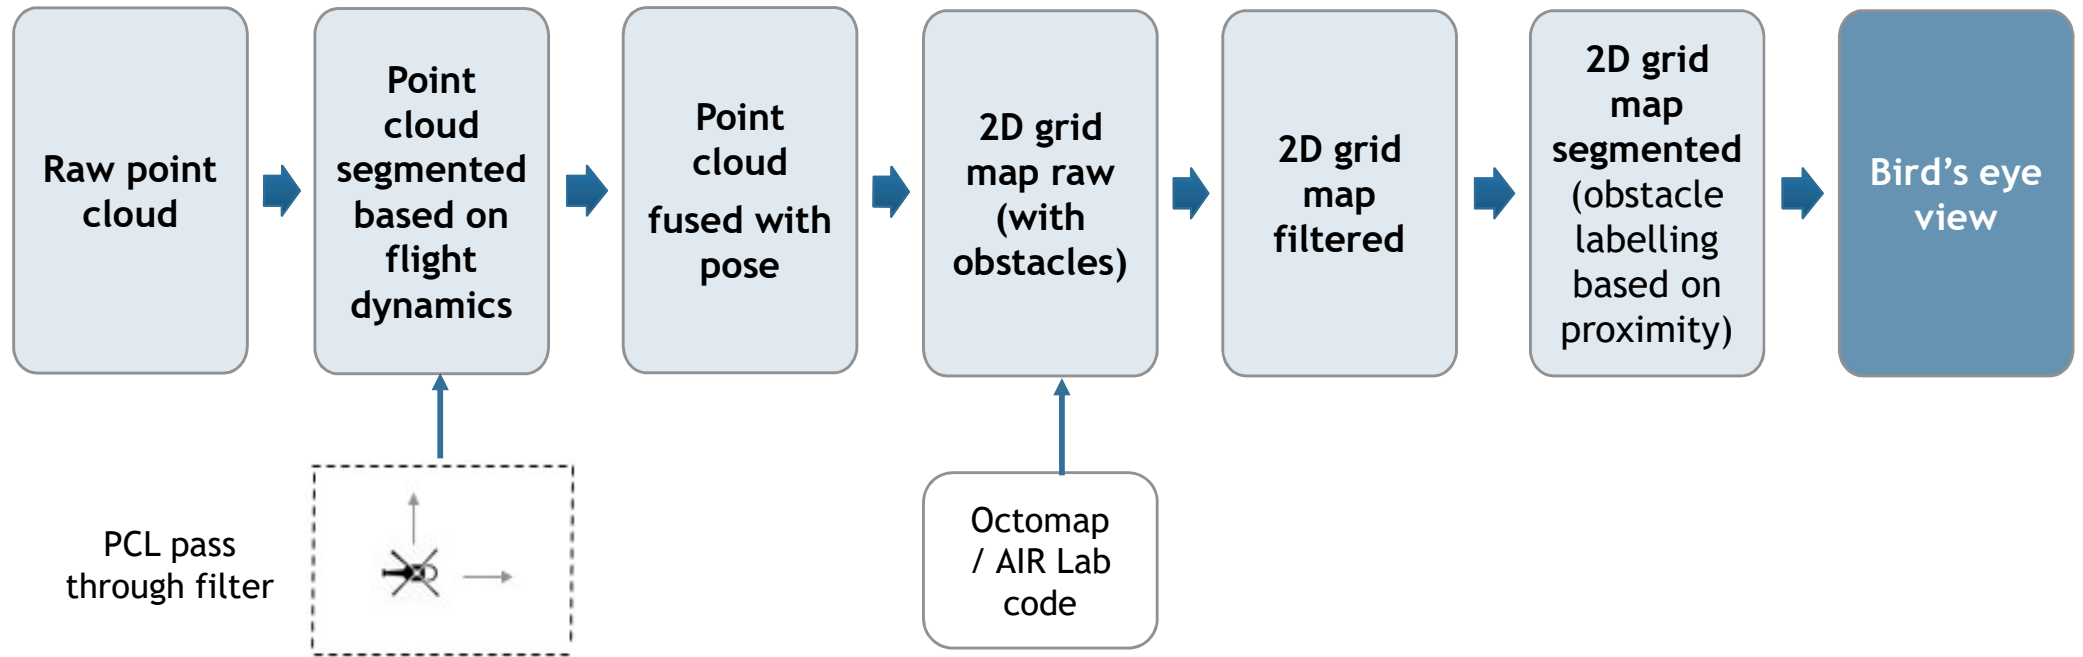 Raw point
cloud
Point
cloud
segmented
based on
flight
dynamics
Point
cloud
fused with
pose
2D grid
map raw
(with
obstacles)
2D grid
map
filtered
2D grid
map
segmented
(obstacle
labelling
based on
proximity)
Bird’s eye
view
PCL pass
through filter
Octomap
/ AIR Lab
code